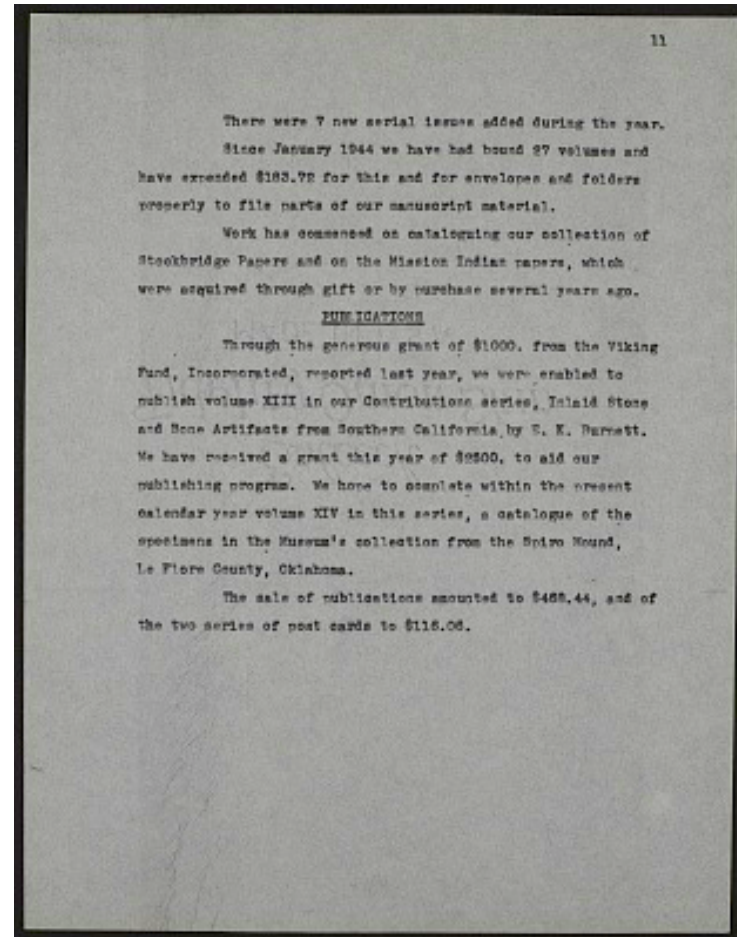 11
There were 7 new serial issues added during the year.
Since January 1944 we have had bound 27 volumes and
have expended $183.72 for this and for envelopes and folders
properly to file parts of our manuscript material.
Work has commenced on cataloguing our collection of
Stockbridge Papers and on the Mission Indian papers, which
were acquired through gift or by purchase several years ago.
PUBLICATIONS
Through the generous grant of $1000. from the Viking
Fund, Incorporated, reported last year, we were enabled to
publish volume XIII in our Contributions series, Inlaid Stone
and Bone Artifacts from Southern California by E. K. Burnett.
We have received a grant this year of $2500. to aid our
publishing program. We hope to complete within the present
calendar year volume XIV in this series, a catalogue of the
specimens in the Museum's collection from the Spiro Mound,
Le Flore County, Oklahoma.
The sale of publications amounted to $468.44, and of
the two series of post cards to $116.06.